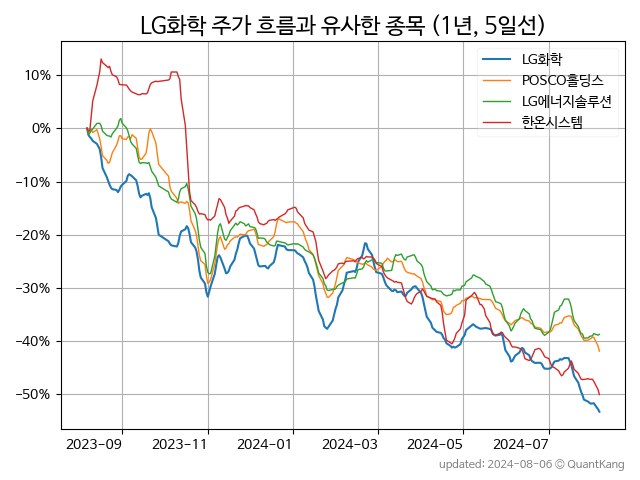 LG화학 주가 흐름과 유사한 종목 (1년, 5일선)
LG화학
POSCO홀딩스
LG에너지솔루션
한온시스템
10%
0%
−10%
−20%
−30%
−40%
−50%
2023-09 2023-11 2024-01 2024-03 2024-05 2024-07
updated: 2024-08-06 © QuantKang